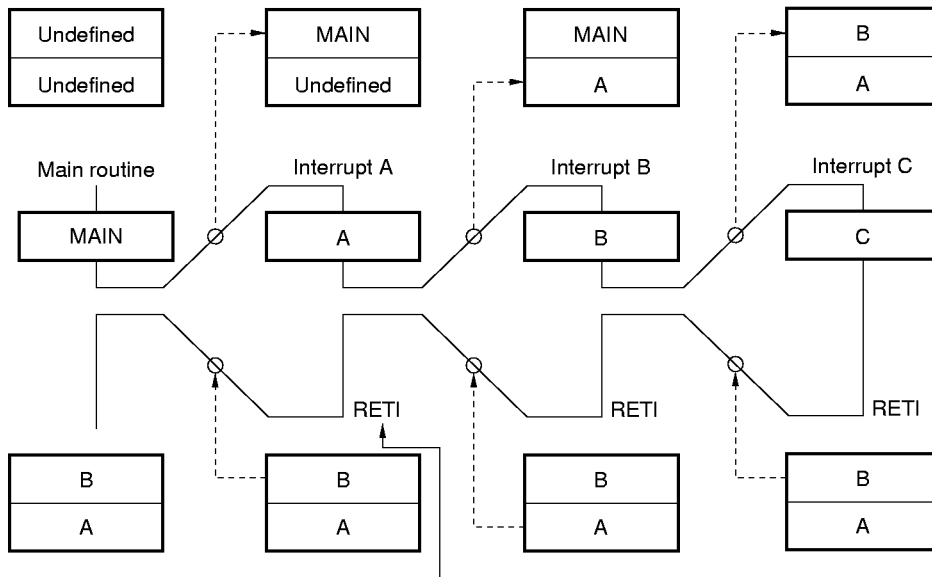 Undefined
Undefined
MAIN
Undefined
MAIN
A
B
A
Main routine
Interrupt A
Interrupt B
Interrupt C
MAIN
A
B
C
RETI
RETI
RETI
B
A
B
A
B
A
B
A